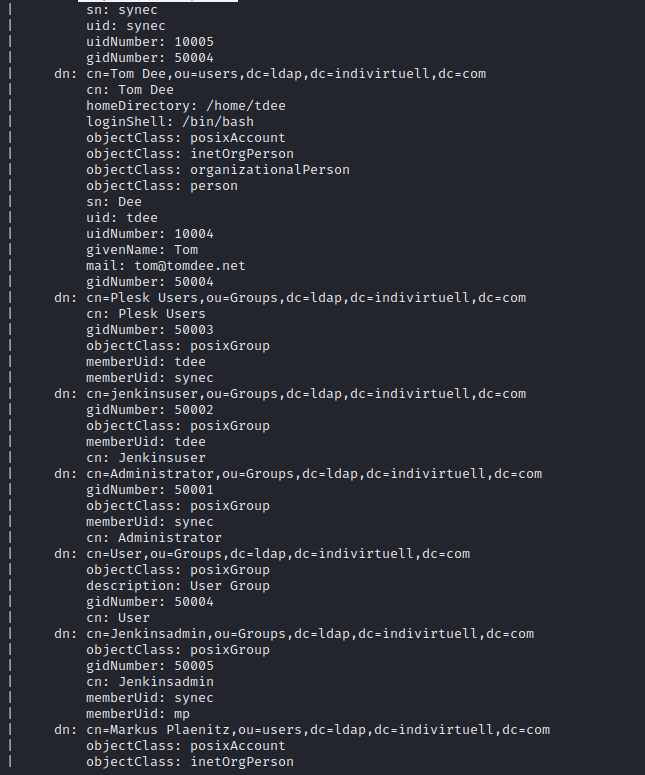 | sn: synec
| uid: synec
| uidNumber: 10005
| gidNumber: 50004
| dn: cn=Tom Dee,ou=users,dc=ldap,dc=indivirtuell,dc=com
| cn: Tom Dee
| homeDirectory: /home/tdee
| loginShell: /bin/bash
| objectClass: posixAccount
| objectClass: inetOrgPerson
| objectClass: organizationalPerson
| objectClass: person
| sn: Dee
| uid: tdee
| uidNumber: 10004
| givenName: Tom
| mail: tom@tomdee.net
| gidNumber: 50004
| dn: cn=Plesk Users,ou=Groups,dc=ldap,dc=indivirtuell,dc=com
| cn: Plesk Users
| gidNumber: 50003
| objectClass: posixGroup
| memberUid: tdee
| memberUid: synec
| dn: cn=jenkinsuser,ou=Groups,dc=ldap,dc=indivirtuell,dc=com
| gidNumber: 50002
| objectClass: posixGroup
| memberUid: tdee
| cn: Jenkinsuser
| dn: cn=Administrator,ou=Groups,dc=ldap,dc=indivirtuell,dc=com
| gidNumber: 50001
| objectClass: posixGroup
| memberUid: synec
| cn: Administrator
| dn: cn=User,ou=Groups,dc=ldap,dc=indivirtuell,dc=com
| objectClass: posixGroup
| description: User Group
| gidNumber: 50004
| cn: User
| dn: cn=Jenkinsadmin,ou=Groups,dc=ldap,dc=indivirtuell,dc=com
| objectClass: posixGroup
| gidNumber: 50005
| cn: Jenkinsadmin
| memberUid: synec
| memberUid: mp
| dn: cn=Markus Plaenitz,ou=users,dc=ldap,dc=indivirtuell,dc=com
| objectClass: posixAccount
| objectClass: inetOrgPerson